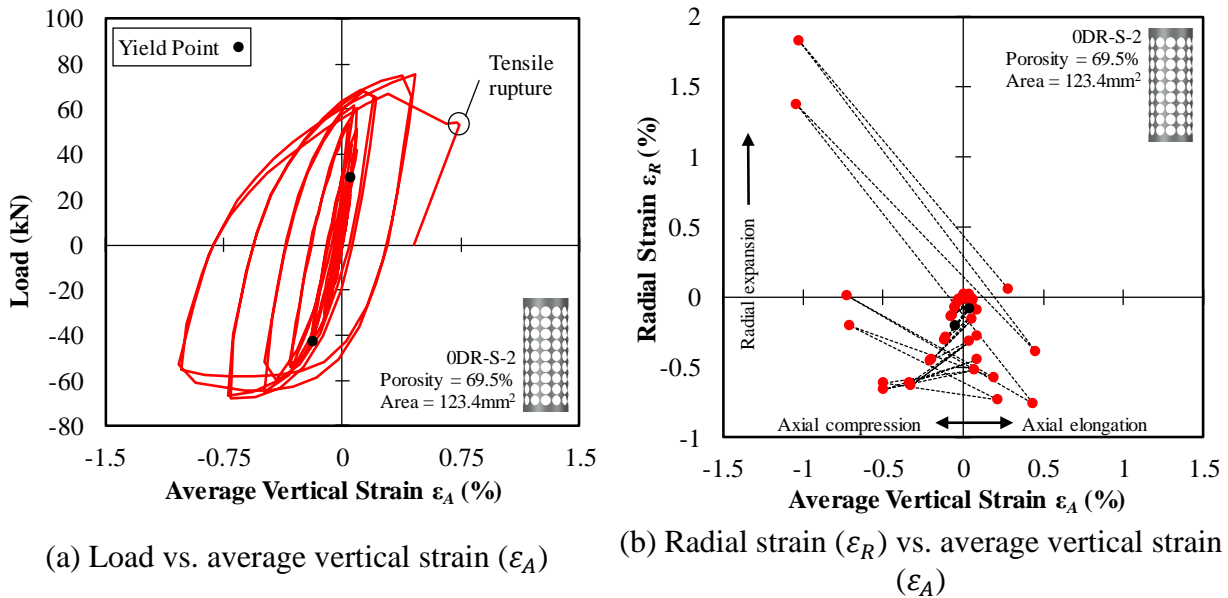 100
80
60
40
20
0
-20
-40
-60
-80
-1.5
-0.75
0
0.75
1.5
Load (kN)
Average Vertical Strain εA (%)
Yield Point
Tensile
rupture
0DR-S-2
Porosity = 69.5%
Area = 123.4mm²
(a) Load vs. average vertical strain (εA)
2
1.5
1
0.5
0
-0.5
-1
-1.5
-1
-0.5
0
0.5
1
1.5
Radial Strain εR (%)
Radial expansion
Axial compression
Axial elongation
Average Vertical Strain εA (%)
0DR-S-2
Porosity = 69.5%
Area = 123.4mm²
(b) Radial strain (εR) vs. average vertical strain
(εA)